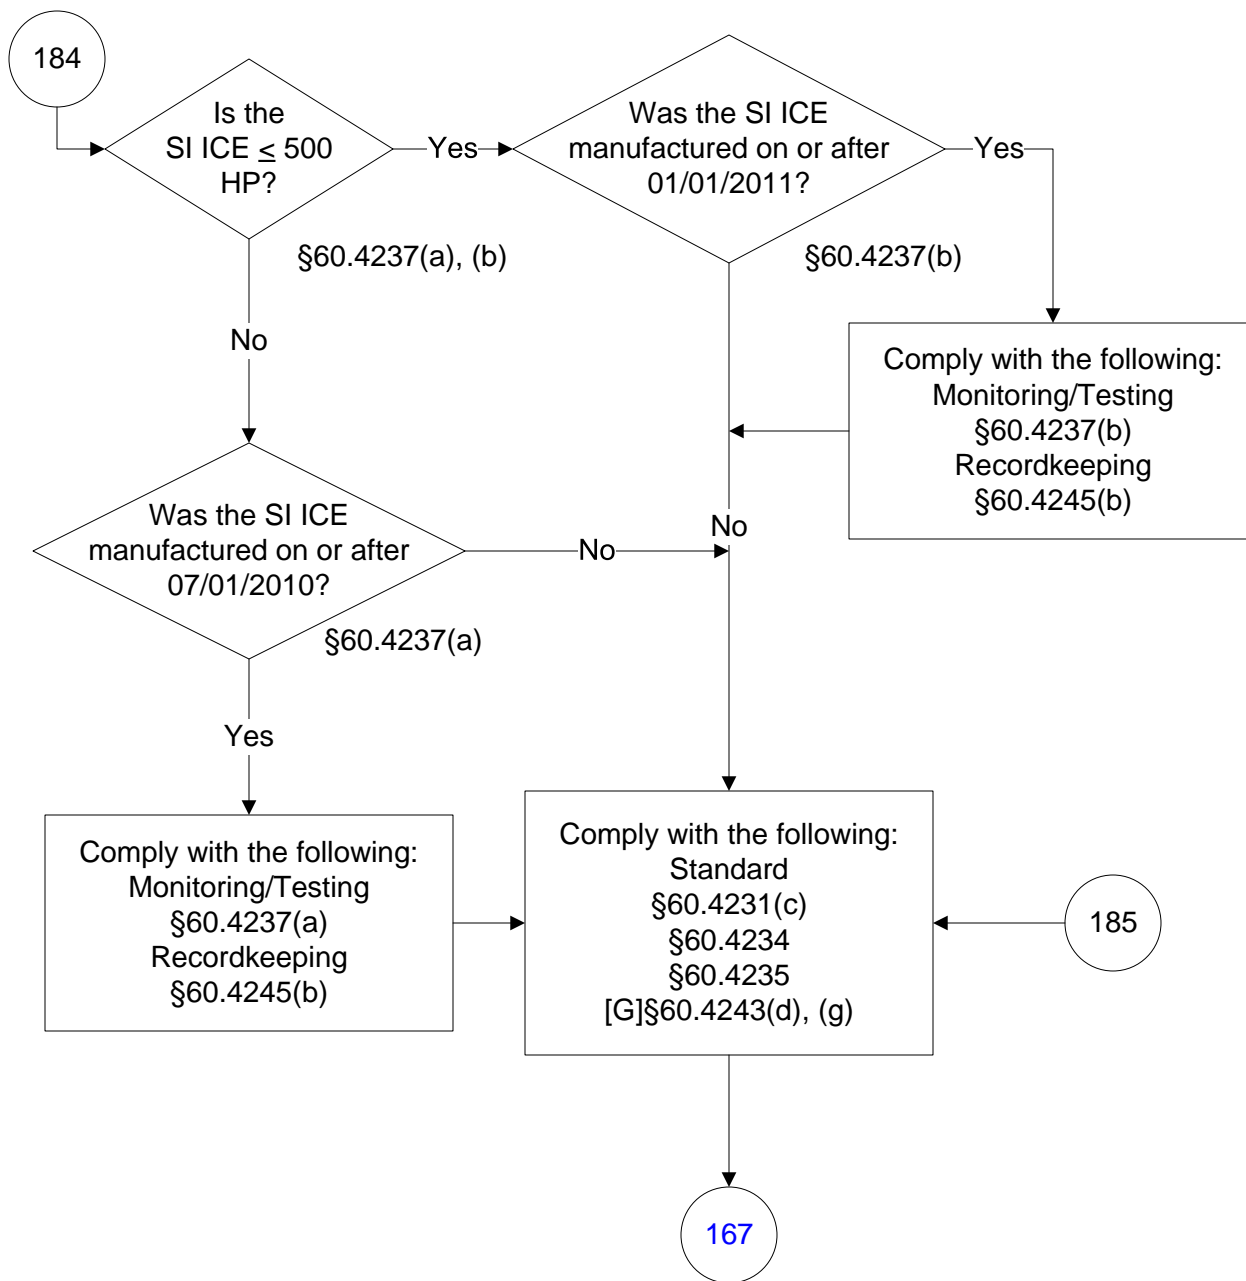 184
Is the
SI ICE ≤ 500
HP?
Yes
Was the SI ICE
manufactured on or after
01/01/2011?
Yes
§60.4237(a), (b)
§60.4237(b)
No
Comply with the following:
Monitoring/Testing
§60.4237(b)
Recordkeeping
§60.4245(b)
No
Was the SI ICE
manufactured on or after
07/01/2010?
No
§60.4237(a)
Yes
Comply with the following:
Monitoring/Testing
§60.4237(a)
Recordkeeping
§60.4245(b)
Comply with the following:
Standard
§60.4231(c)
§60.4234
§60.4235
[G]§60.4243(d), (g)
185
167